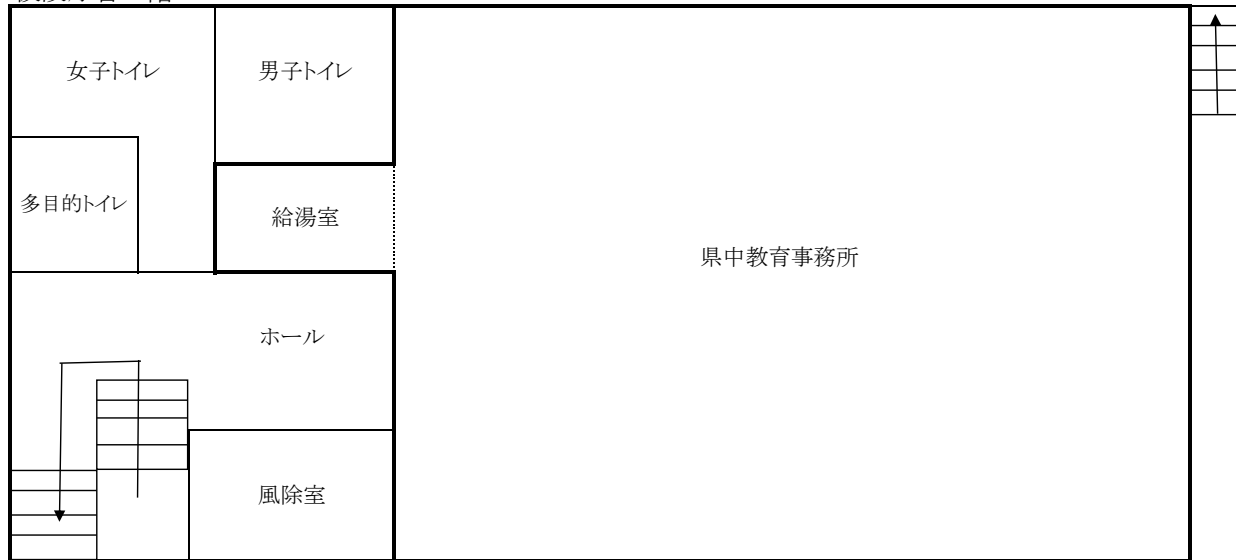 女子トイレ
男子トイレ
多目的トイレ
給湯室
県中教育事務所
ホール
風除室